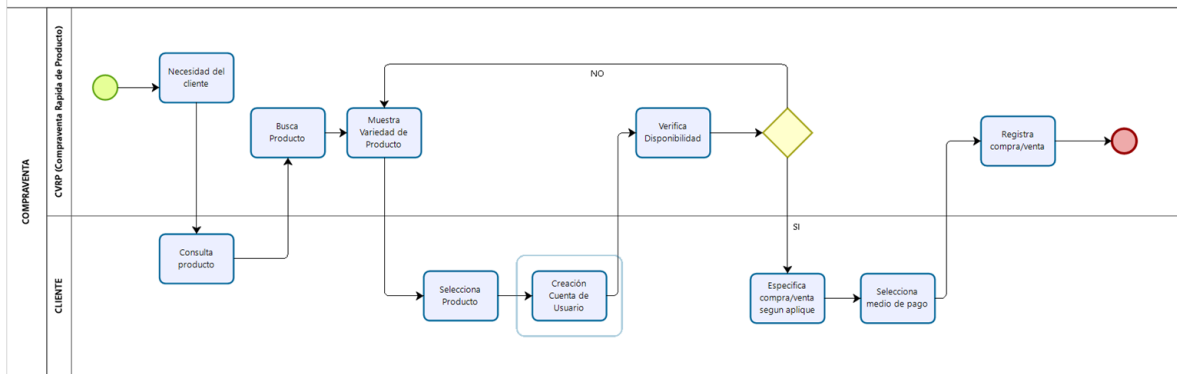 COMPRAVENTA
CVRP (Compraventa Rapida de Producto)
Necesidad del
cliente
Busca
Producto
Muestra
Variedad de
Producto
NO
Verifica
Disponibilidad
Registra
compra/venta
CLIENTE
Consulta
producto
Selecciona
Producto
Creación
Cuenta de
Usuario
SI
Especifica
compra/venta
segun aplique
Selecciona
medio de pago